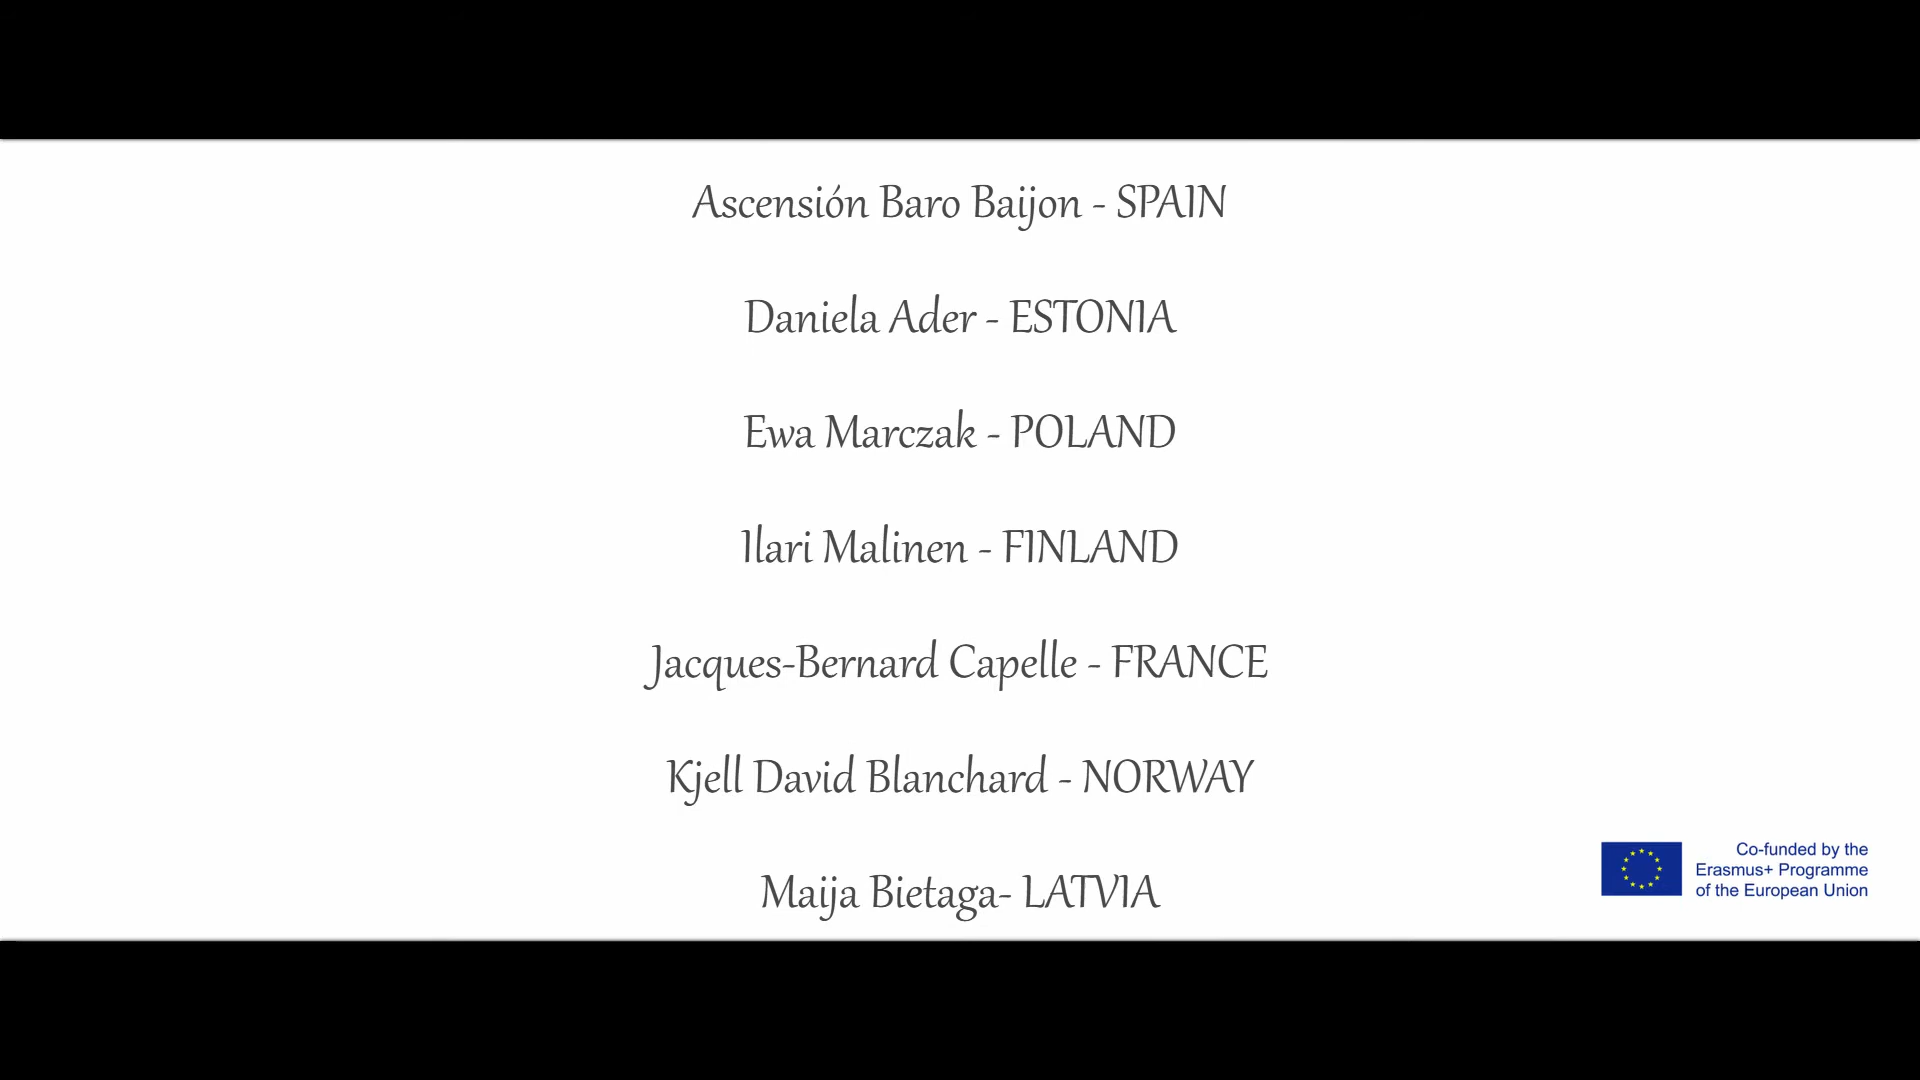 Ascensión Baro Baijon - SPAIN
Daniela Ader - ESTONIA
Ewa Marczak - POLAND
Ilari Malinen - FINLAND
Jacques-Bernard Capelle - FRANCE
Kjell David Blanchard - NORWAY
Maija Bietaga- LATVIA
Co-funded by the
Erasmus+ Programme
of the European Union